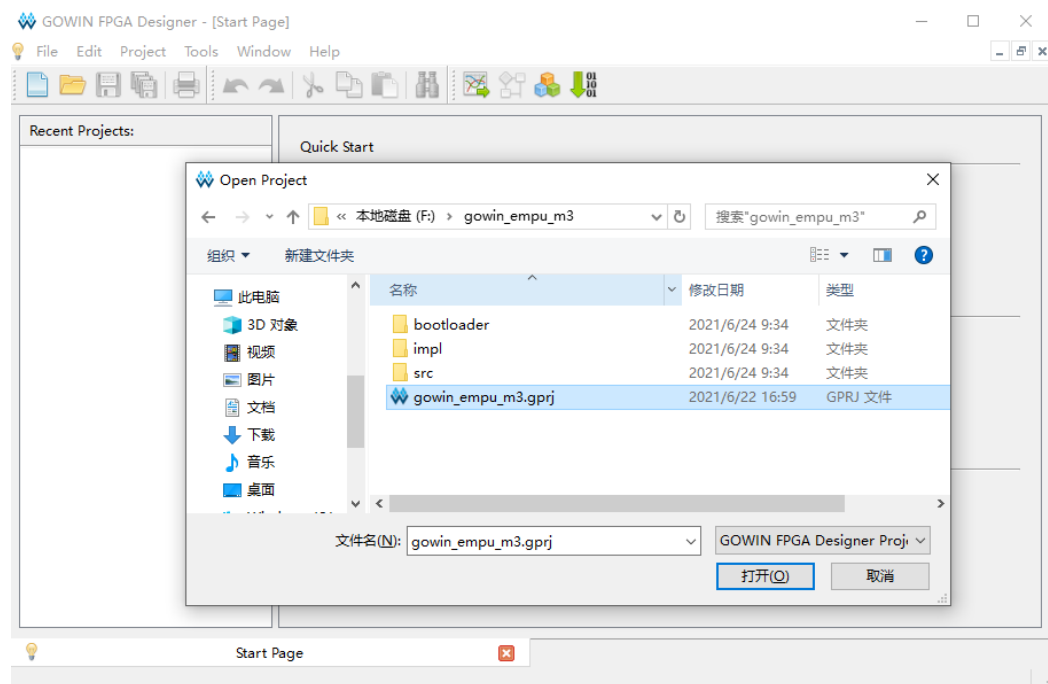 GOWIN FPGA Designer - [Start Page]
File Edit Project Tools Window Help
Recent Projects:
Quick Start
Open Project
« 本地磁盘 (F:) › gowin_empu_m3
搜索"gowin_empu_m3"
组织 新建文件夹
名称 修改日期 类型
此电脑
3D 对象
视频
图片
文档
下载
音乐
桌面
bootloader 2021/6/24 9:34 文件夹
impl 2021/6/24 9:34 文件夹
src 2021/6/24 9:34 文件夹
gowin_empu_m3.gprj 2021/6/22 16:59 GPRJ 文件
文件名(N): gowin_empu_m3.gprj
GOWIN FPGA Designer Proj
打开(O) 取消
Start Page